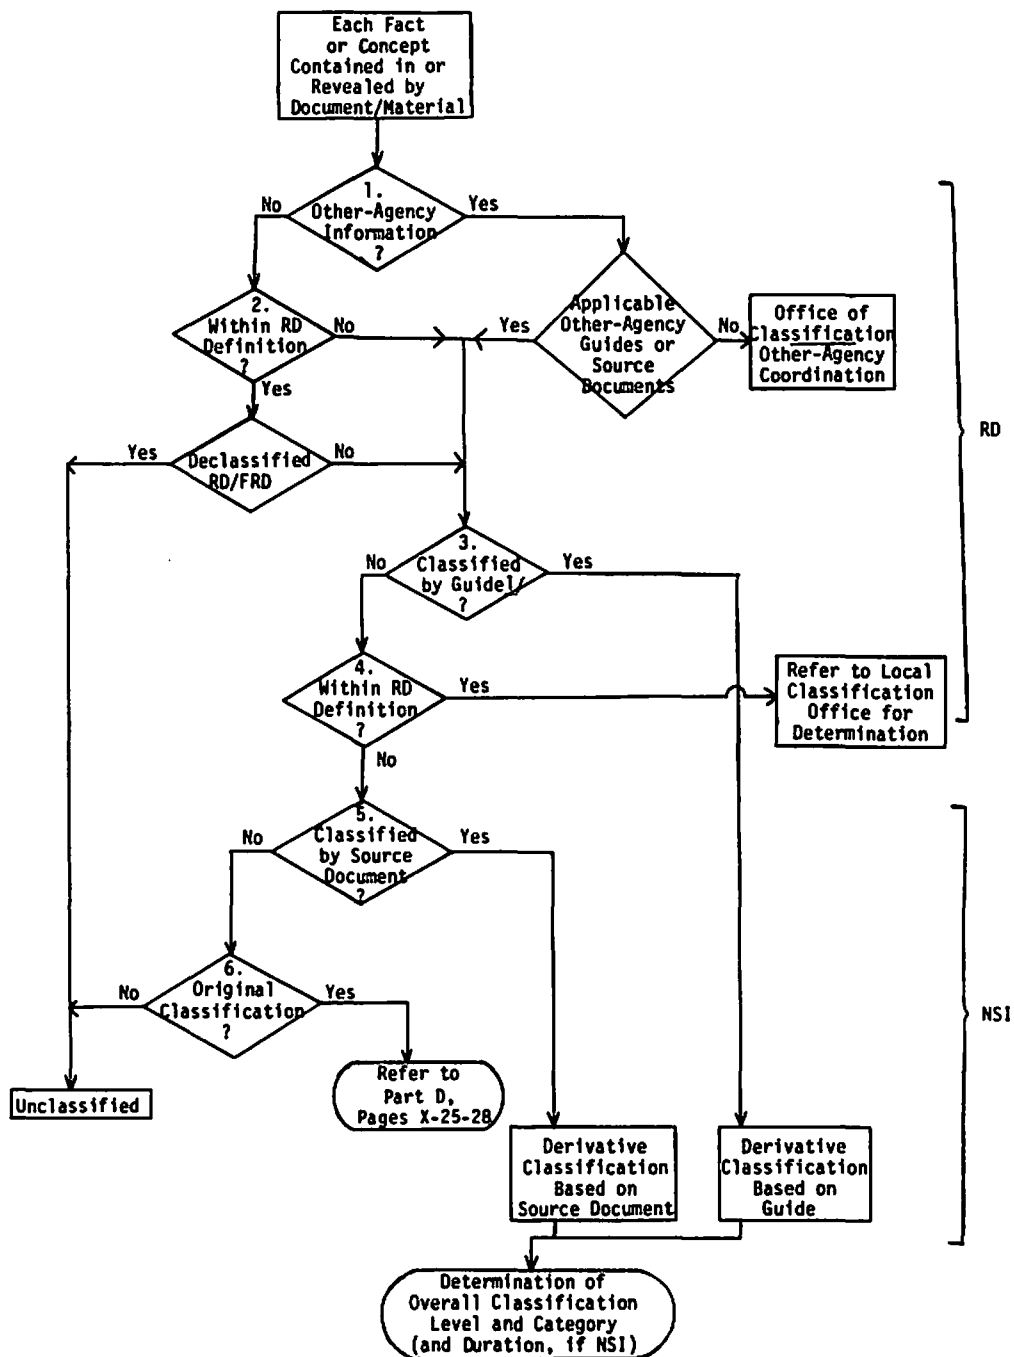 Each Fact
or Concept
Contained in or
Revealed by
Document/Material
1.
Other-Agency
Information
?
No
Yes
2.
Within RD
Definition
?
No
Yes
Applicable
Other-Agency
Guides or
Source
Documents
Yes
No
Office of
Classification
Other-Agency
Coordination
RD
Declassified
RD/FRD
Yes
No
3.
Classified
by Guide1/
?
No
Yes
4.
Within RD
Definition
?
Yes
No
Refer to Local
Classification
Office for
Determination
5.
Classified
by Source
Document
?
No
Yes
6.
Original
Classification
?
No
Yes
NSI
Unclassified
Refer to
Part D,
Pages X-25-28
Derivative
Classification
Based on
Source Document
Derivative
Classification
Based on
Guide
Determination of
Overall Classification
Level and Category
(and Duration, if NSI)